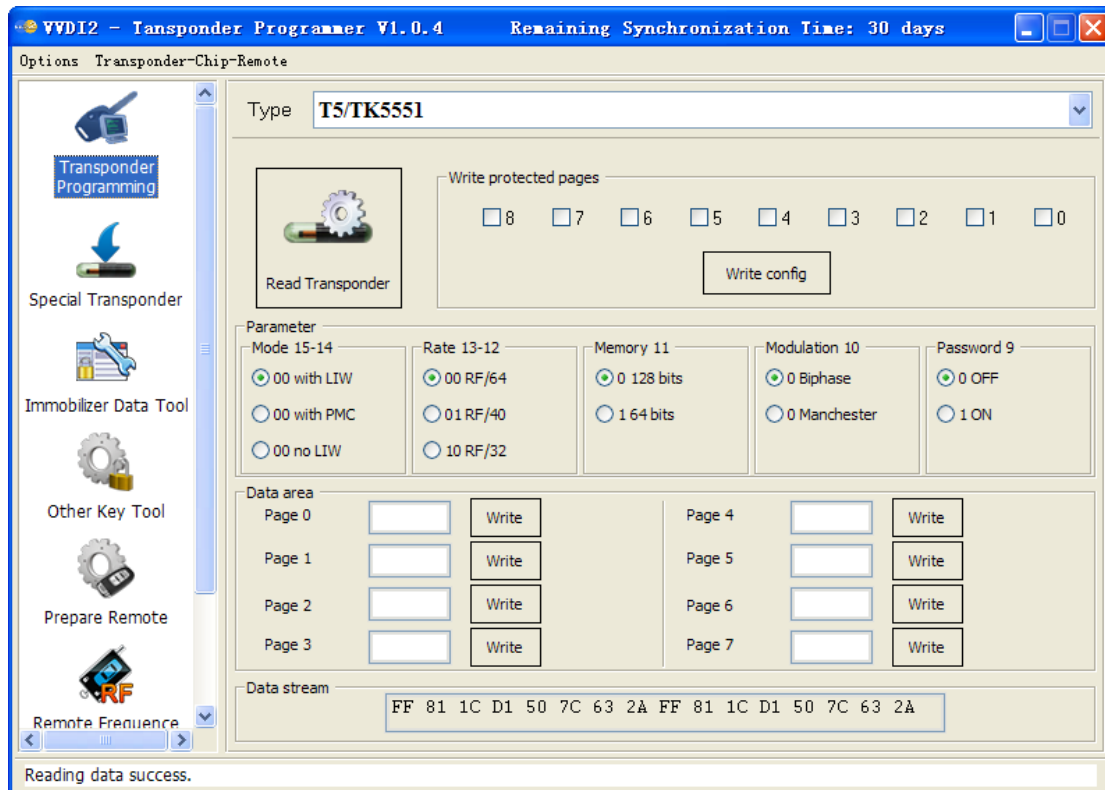 VVDI2 - Tansponder Programmer V1.0.4 Remaining Synchronization Time: 30 days
Options Transponder-Chip-Remote
Transponder
Programming
Special Transponder
Immobilizer Data Tool
Other Key Tool
Prepare Remote
RF
Remote Frequence
Type T5/TK5551
Read Transponder
Write protected pages
8 7 6 5 4 3 2 1 0
Write config
Parameter
Mode 15-14
00 with LIW
00 with PMC
00 no LIW
Rate 13-12
00 RF/64
01 RF/40
10 RF/32
Memory 11
0 128 bits
1 64 bits
Modulation 10
0 Biphase
0 Manchester
Password 9
0 OFF
1 ON
Data area
Page 0 Write
Page 1 Write
Page 2 Write
Page 3 Write
Page 4 Write
Page 5 Write
Page 6 Write
Page 7 Write
Data stream
FF 81 1C D1 50 7C 63 2A FF 81 1C D1 50 7C 63 2A
Reading data success.